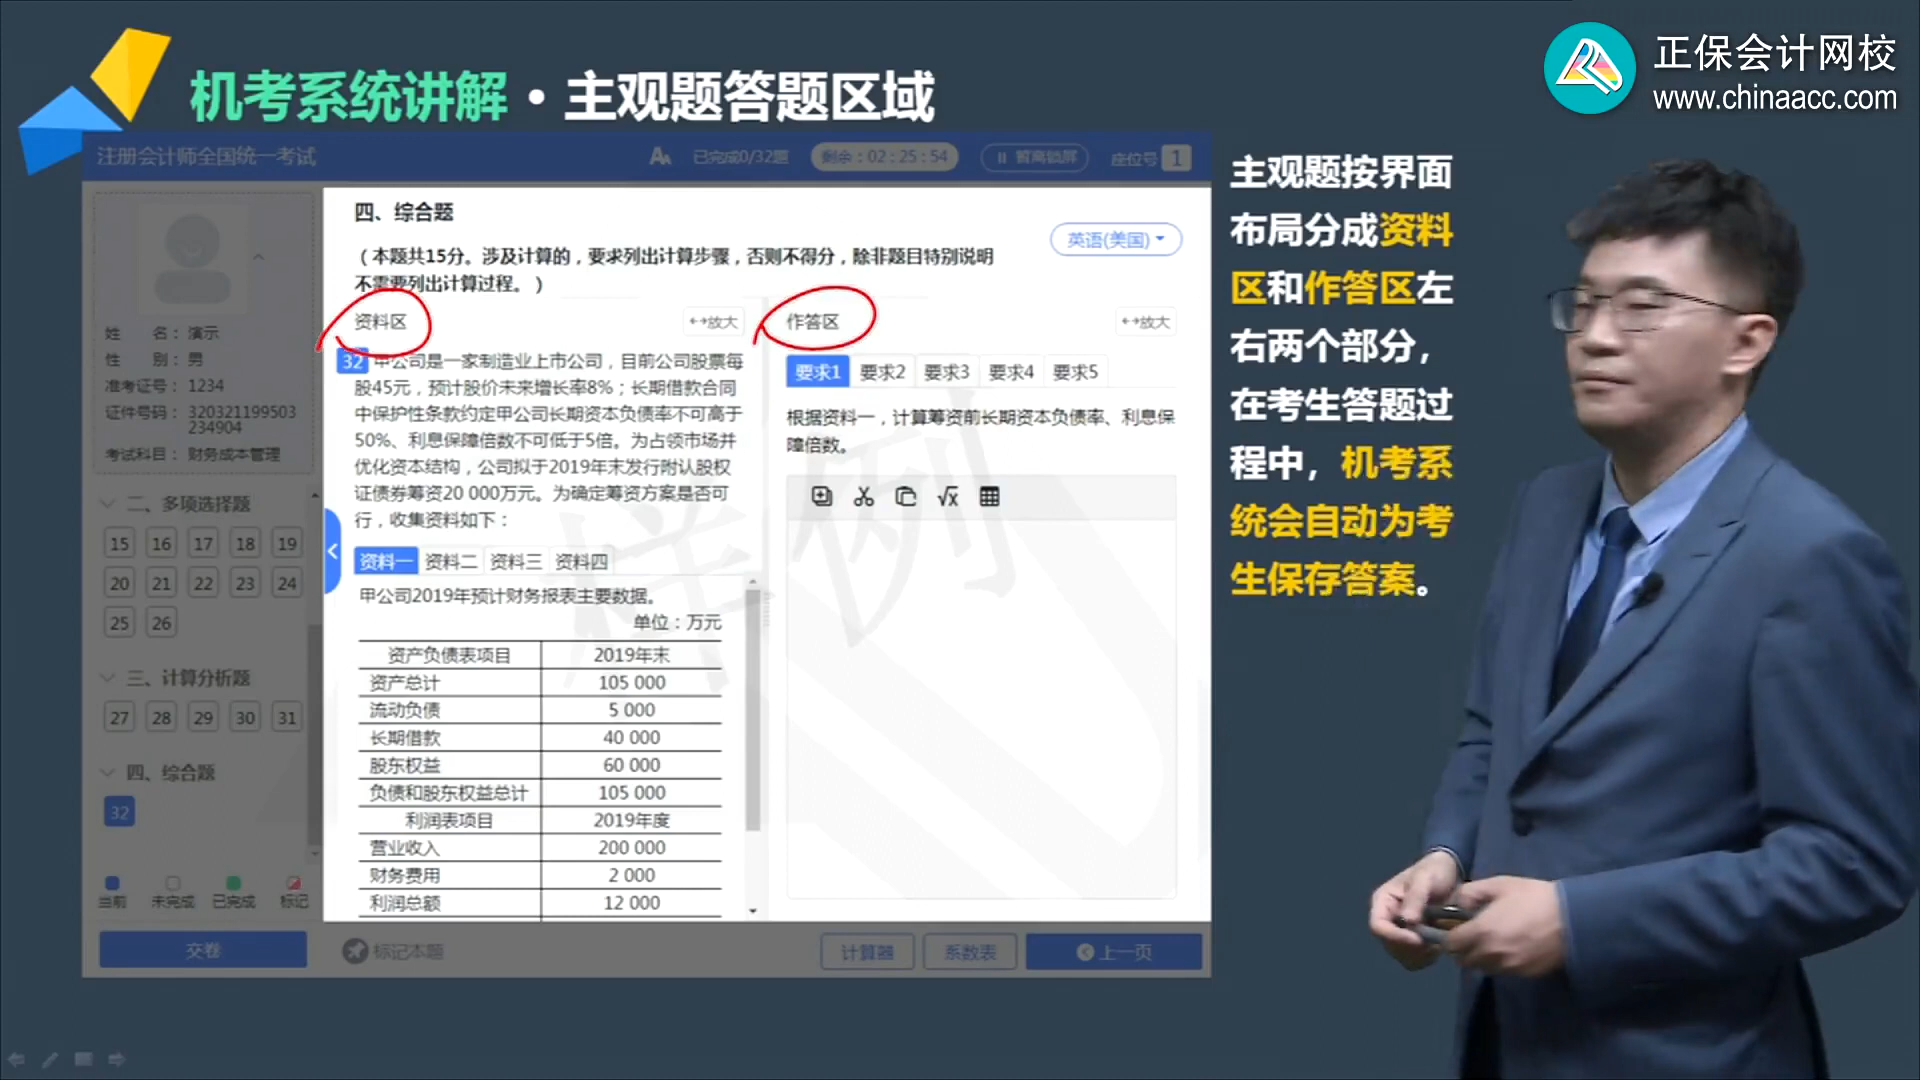 机考系统讲解·主观题答题区域
正保会计网校
www.chinaacc.com
注册会计师全国统一考试
AA
已完成0/32题
剩余：02:25:54
暂离锁屏
座位号 1
姓 名：演示
性 别：男
准考证号：1234
证件号码：320321199503
234904
考试科目：财务成本管理
二、多项选择题
15 16 17 18 19
20 21 22 23 24
25 26
三、计算分析题
27 28 29 30 31
四、综合题
32
当前 未完成 已完成 标记
交卷
四、综合题
英语(美国)
（本题共15分。涉及计算的，要求列出计算步骤，否则不得分，除非题目特别说明
不需要列出计算过程。）
资料区
放大
32 甲公司是一家制造业上市公司，目前公司股票每
股45元，预计股价未来增长率8%；长期借款合同
中保护性条款约定甲公司长期资本负债率不可高于
50%、利息保障倍数不可低于5倍。为占领市场并
优化资本结构，公司拟于2019年末发行附认股权
证债券筹资20 000万元。为确定筹资方案是否可
行，收集资料如下：
资料一 资料二 资料三 资料四
甲公司2019年预计财务报表主要数据。
单位：万元
资产负债表项目 2019年末
资产总计 105 000
流动负债 5 000
长期借款 40 000
股东权益 60 000
负债和股东权益总计 105 000
利润表项目 2019年度
营业收入 200 000
财务费用 2 000
利润总额 12 000
作答区
放大
要求1 要求2 要求3 要求4 要求5
根据资料一，计算筹资前长期资本负债率、利息保
障倍数。
样例
标记本题
计算器
系数表
上一页
主观题按界面
布局分成资料
区和作答区左
右两个部分，
在考生答题过
程中，机考系
统会自动为考
生保存答案。